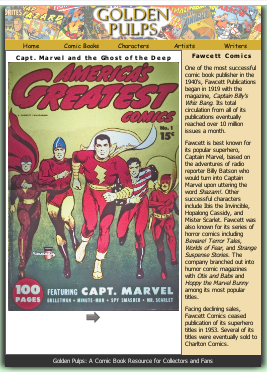 GOLDEN
PULPS
Home Comic Books Characters Artists Writers
Capt. Marvel and the Ghost of the Deep
AMERICA'S
GREATEST
COMICS
No. 1
15¢
100
PAGES
FEATURING CAPT. MARVEL
BULLETMAN • MINUTE-MAN • SPY SMASHER • MR. SCARLET
Fawcett Comics
One of the most successful
comic book publisher in the
1940's, Fawcett Publications
began in 1919 with the
magazine, Captain Billy's
Whiz Bang. Its total
circulation from all of its
publications eventually
reached over 10 million
issues a month.
Fawcett is best known for
its popular superhero,
Captain Marvel, based on
the adventures of radio
reporter Billy Batson who
would turn into Captain
Marvel upon uttering the
word Shazam!. Other
successful characters
include Ibis the Invincible,
Hopalong Cassidy, and
Mister Scarlet. Fawcett was
also known for its series of
horror comics including
Beware! Terror Tales,
Worlds of Fear, and Strange
Suspense Stories. The
company branched out into
humor comic magazines
with Otis and Babs and
Hoppy the Marvel Bunny
among its most popular
titles.
Facing declining sales,
Fawcett Comics ceased
publication of its superhero
titles in 1953. Several of its
titles were eventually sold to
Charlton Comics.
Golden Pulps: A Comic Book Resource for Collectors and Fans